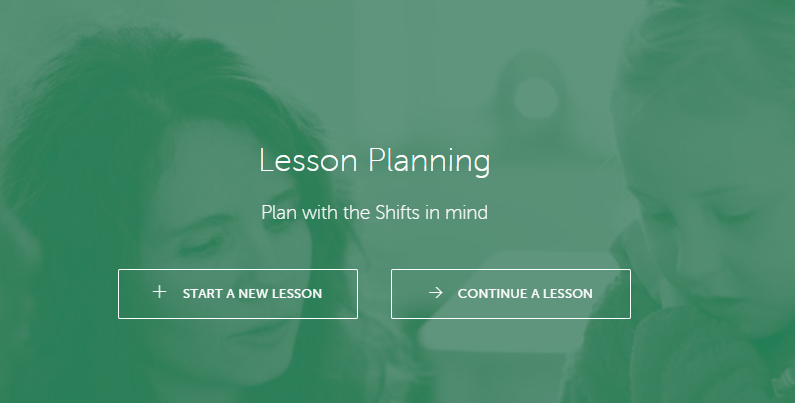 Lesson Planning
Plan with the Shifts in mind
START A NEW LESSON
CONTINUE A LESSON